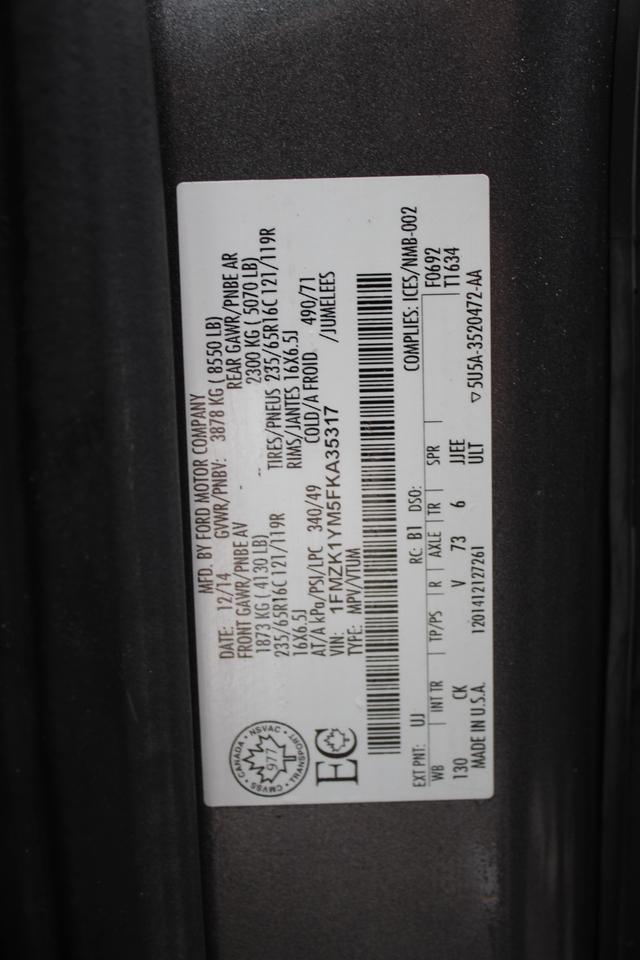 MFD. BY FORD MOTOR COMPANY
DATE: 12/14 GVWR/PNBV: 3878 KG ( 8550 LB)
FRONT GAWR/PNBE AV REAR GAWR/PNBE AR
1873 KG ( 4130 LB) 2300 KG ( 5070 LB)
235/65R16C 121/119R TIRES/PNEUS 235/65R16C 121/119R
16X6.5J RIMS/JANTES 16X6.5J
AT/A kPa/PSI/LPC 340/49 COLD/A FROID 490/71
VIN: 1FMZK1YM5FKA35317 /JUMELEES
TYPE: MPV/VTUM
CANADA • NSVAC • TRANSPORT • CMVSS •
977
EC
EXT PNT: UJ RC: B1 DSO: COMPLIES: ICES/NMB-002
WB INT TR TP/PS R AXLE TR SPR F0692
130 CK V 73 6 JJEE TT1634
MADE IN U.S.A. 1201412127261 ULT ▽ 5U5A-3520472-AA